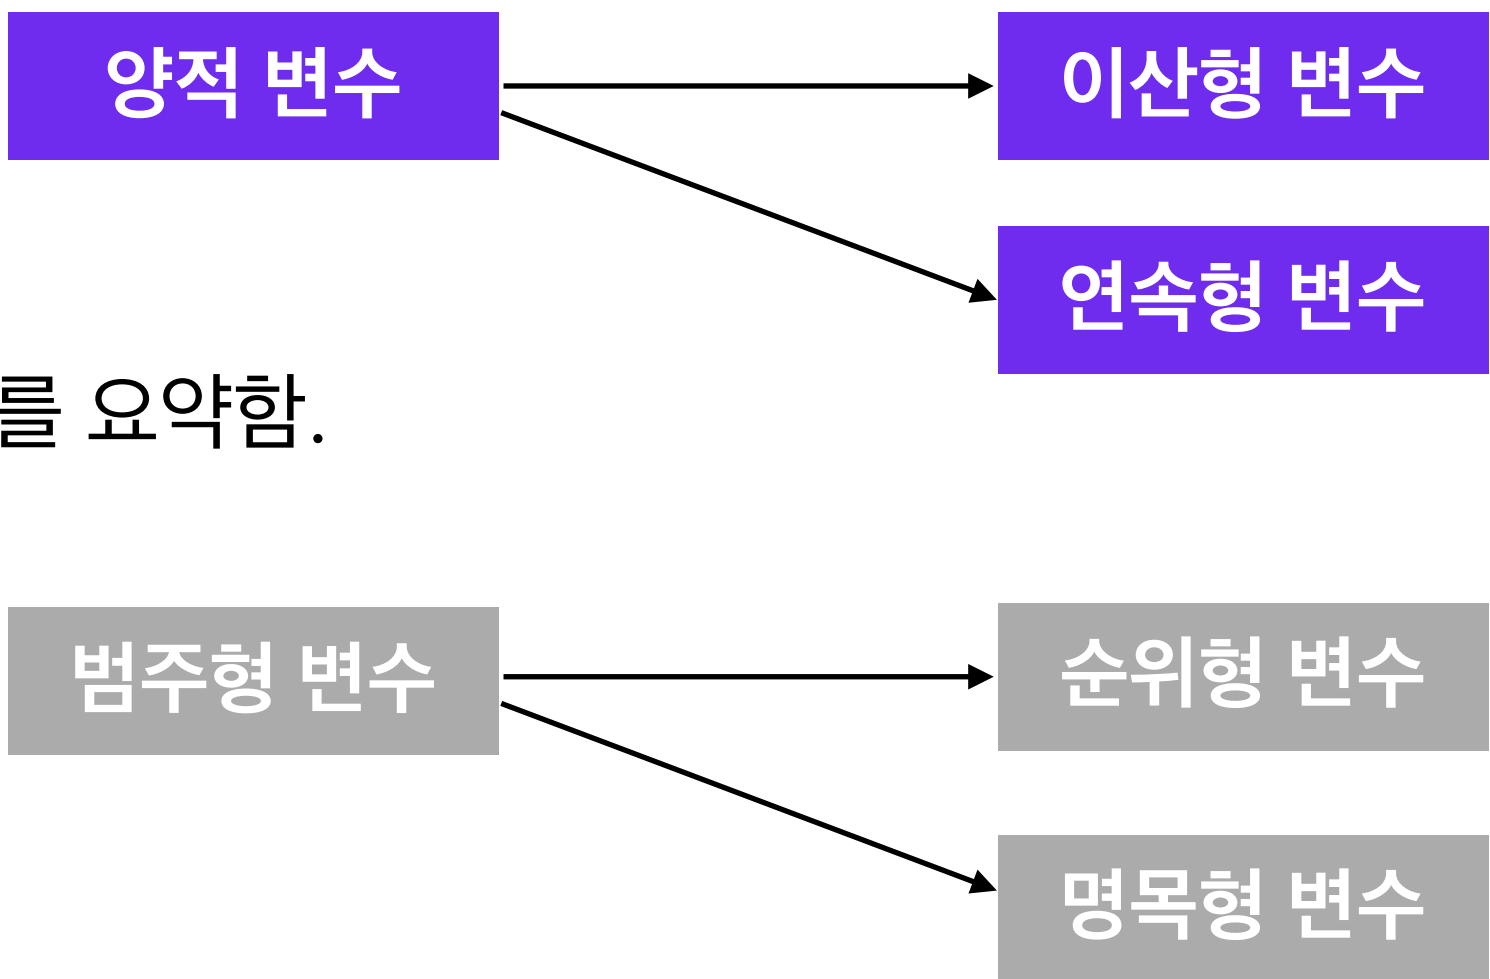 양적 변수
이산형 변수
연속형 변수
를 요약함.
범주형 변수
순위형 변수
명목형 변수